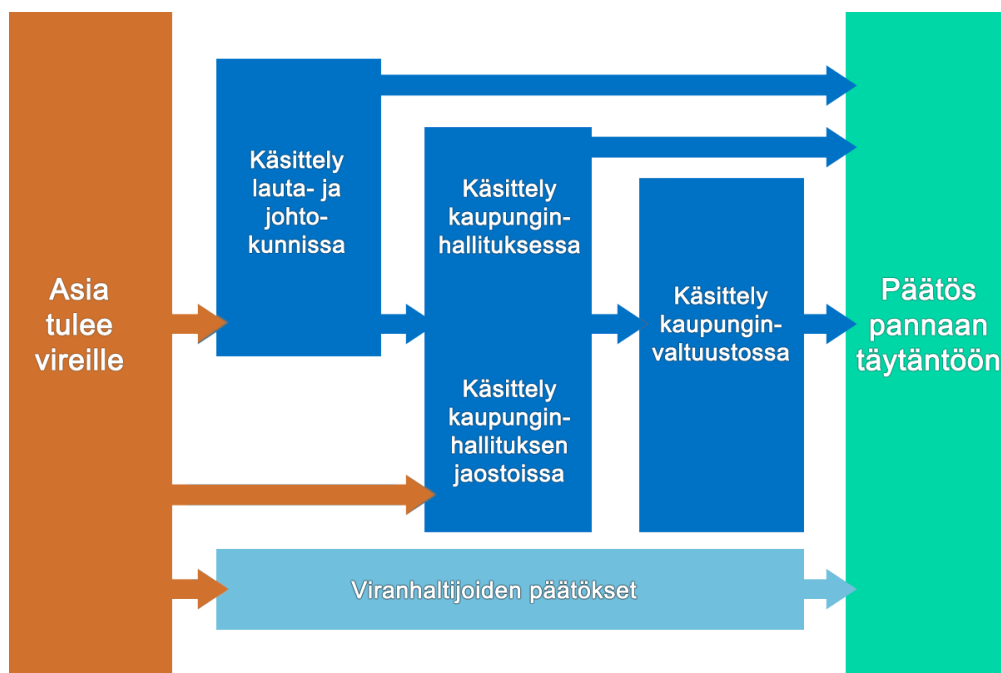 Asia
tulee
vireille
Käsittely
lauta- ja
johto-
kunnissa
Käsittely
kaupungin-
hallituksessa
Käsittely
kaupungin-
hallituksen
jaostoissa
Käsittely
kaupungin-
valtuustossa
Viranhaltijoiden päätökset
Päätös
pannaan
täytäntöön